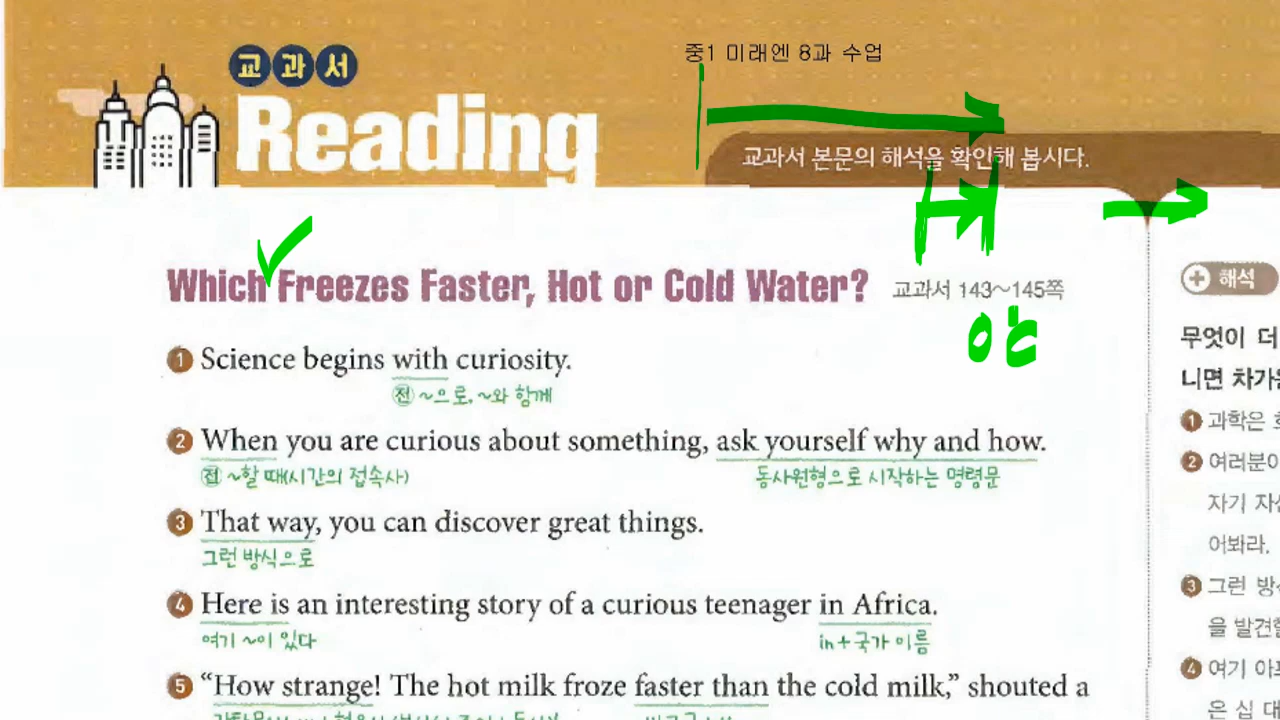 중1 미래엔 8과 수업
교과서
Reading
교과서 본문의 해석을 확인해 봅시다.
Which Freezes Faster, Hot or Cold Water? 교과서 143~145쪽
1 Science begins with curiosity.
전 ~으로, ~와 함께
2 When you are curious about something, ask yourself why and how.
접 ~할 때(시간의 접속사) 동사원형으로 시작하는 명령문
3 That way, you can discover great things.
그런 방식으로
4 Here is an interesting story of a curious teenager in Africa.
여기 ~이 있다 in+국가 이름
5 “How strange! The hot milk froze faster than the cold milk,” shouted a
해석
무엇이 더
니면
1 과학은
2 여러분이
자기
어봐라.
3 그런
을
4 여기
은 십 대